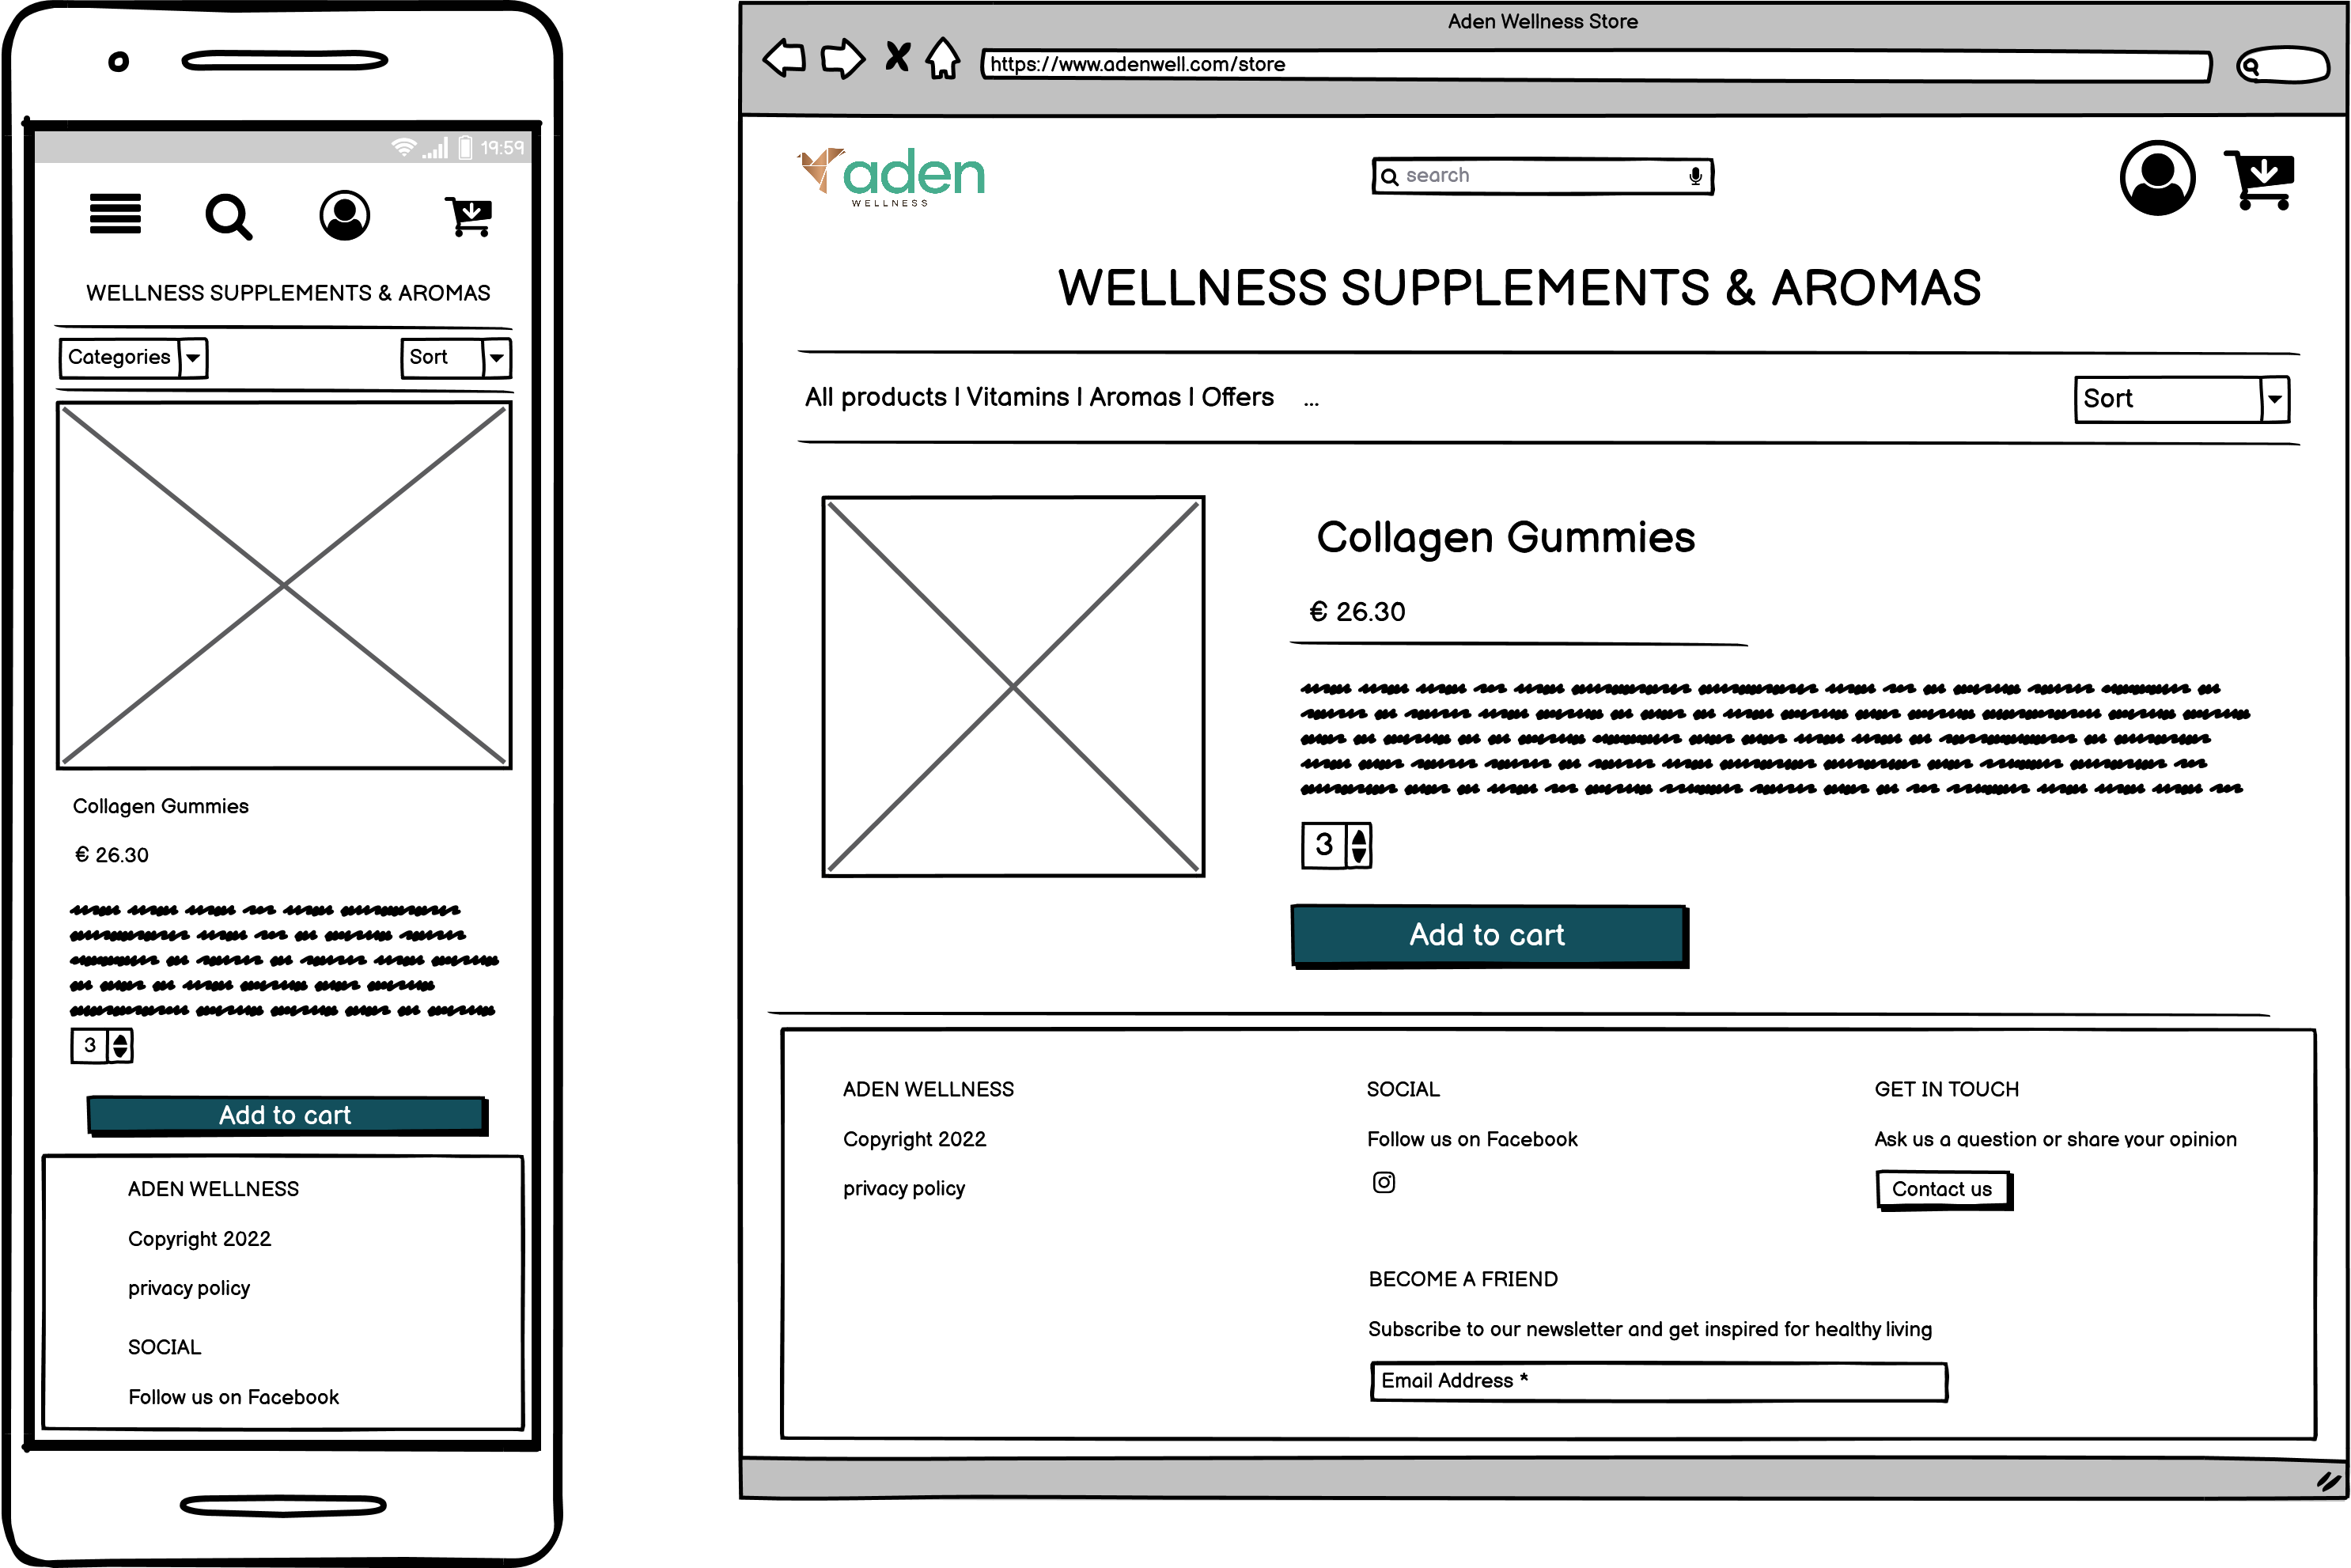 19:59
WELLNESS SUPPLEMENTS & AROMAS
Categories
Sort
Collagen Gummies
€ 26.30
3
Add to cart
ADEN WELLNESS
Copyright 2022
privacy policy
SOCIAL
Follow us on Facebook
Aden Wellness Store
https://www.adenwell.com/store
aden
WELLNESS
search
WELLNESS SUPPLEMENTS & AROMAS
All products | Vitamins | Aromas | Offers ...
Sort
Collagen Gummies
€ 26.30
3
Add to cart
ADEN WELLNESS
Copyright 2022
privacy policy
SOCIAL
Follow us on Facebook
GET IN TOUCH
Ask us a question or share your opinion
Contact us
BECOME A FRIEND
Subscribe to our newsletter and get inspired for healthy living
Email Address *